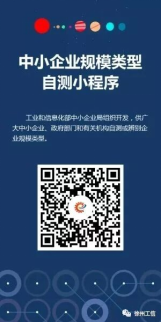 中小企业规模类型
自测小程序
工业和信息化部中小企业局组织开发，供广
大中小企业、政府部门和有关机构自测或辨别企
业规模类型。
徐州工信